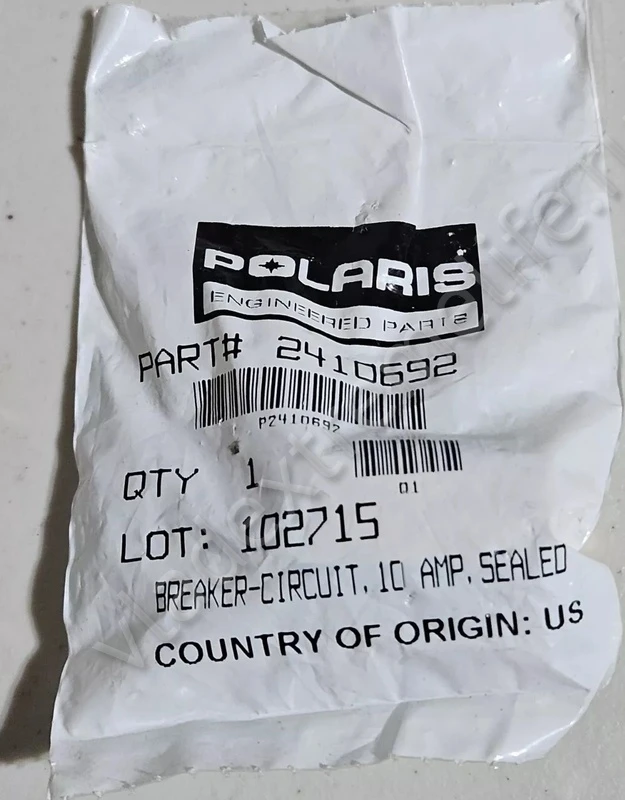 POLARIS
ENGINEERED PARTS
PART# 2410692
P2410692
QTY 1
01
LOT: 102715
BREAKER-CIRCUIT, 10 AMP, SEALED
COUNTRY OF ORIGIN: US